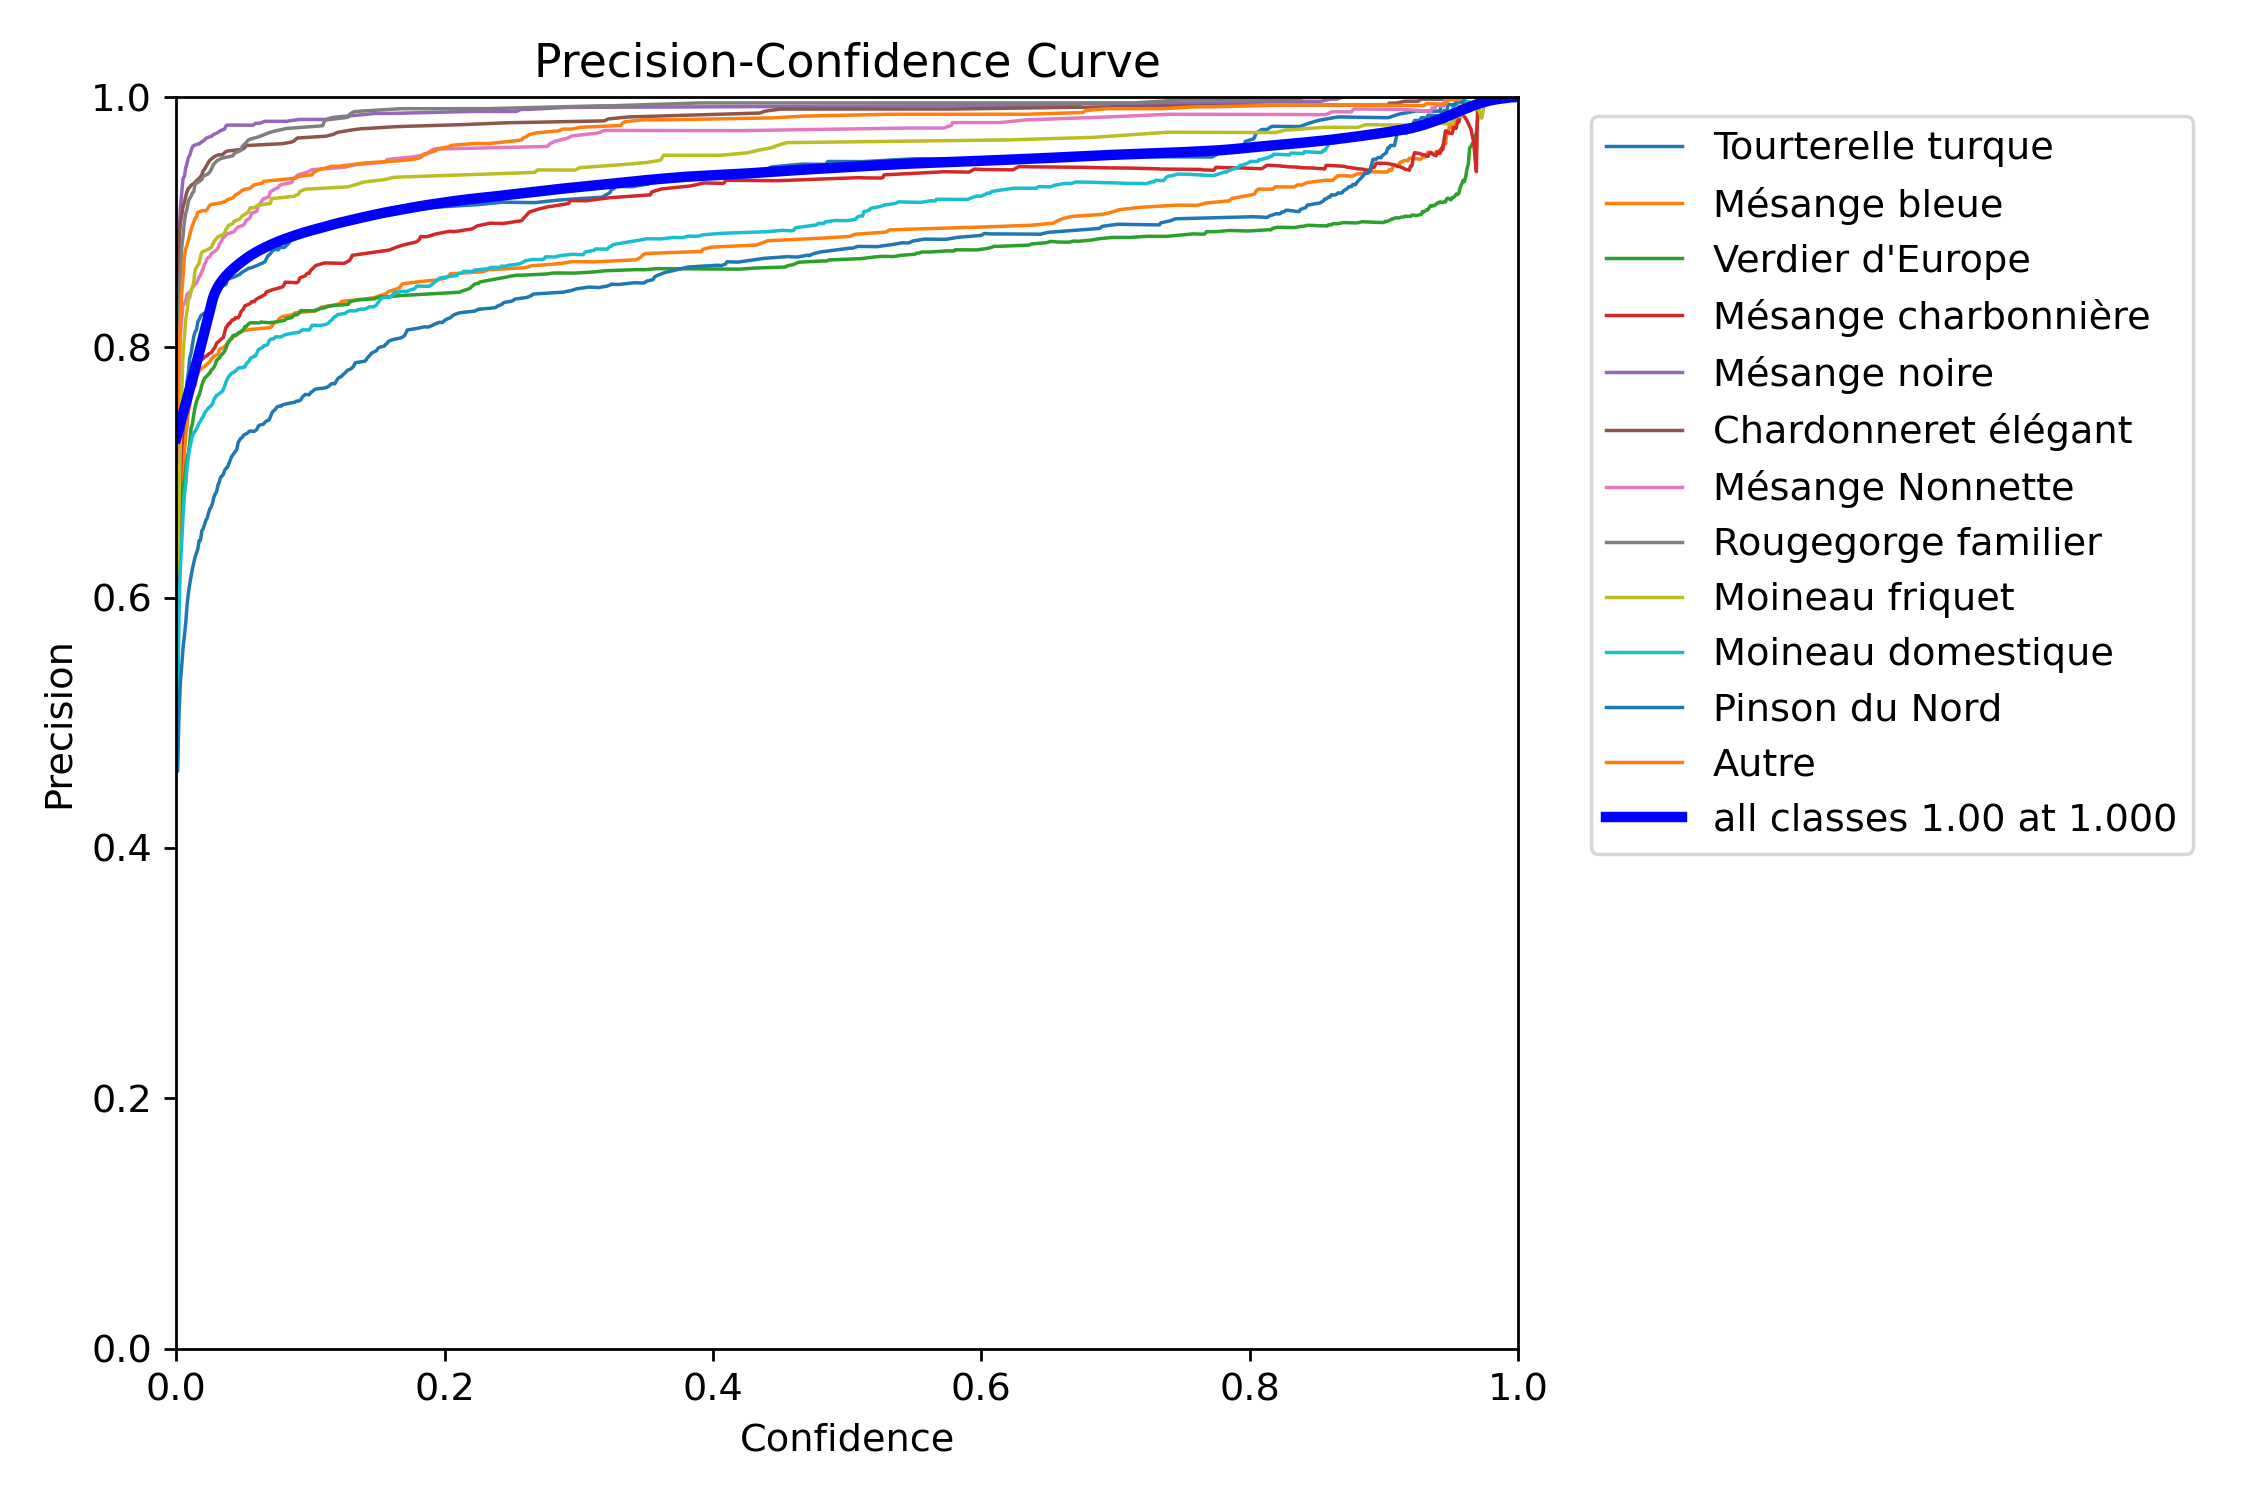 Precision-Confidence Curve
1.0
0.8
0.6
0.4
0.2
0.0
Precision
0.0 0.2 0.4 0.6 0.8 1.0
Confidence
Tourterelle turque
Mésange bleue
Verdier d'Europe
Mésange charbonnière
Mésange noire
Chardonneret élégant
Mésange Nonnette
Rougegorge familier
Moineau friquet
Moineau domestique
Pinson du Nord
Autre
all classes 1.00 at 1.000